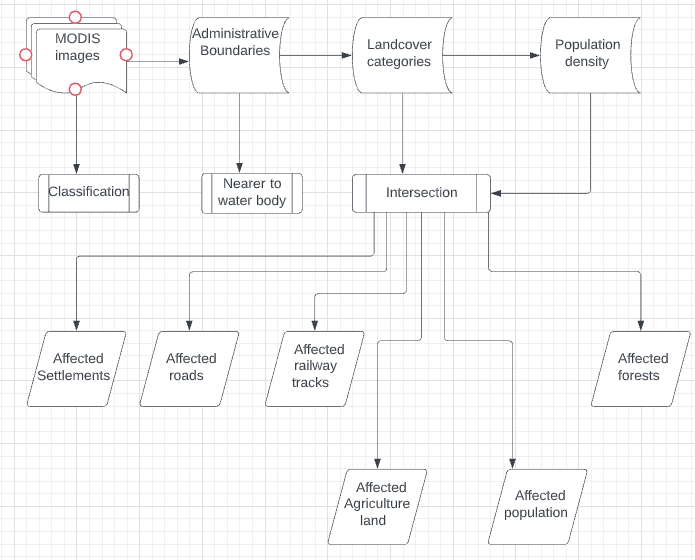 MODIS
images
Administrative
Boundaries
Landcover
categories
Population
density
Classification
Nearer to
water body
Intersection
Affected
Settlements
Affected
roads
Affected
railway
tracks
Affected
forests
Affected
Agriculture
land
Affected
population